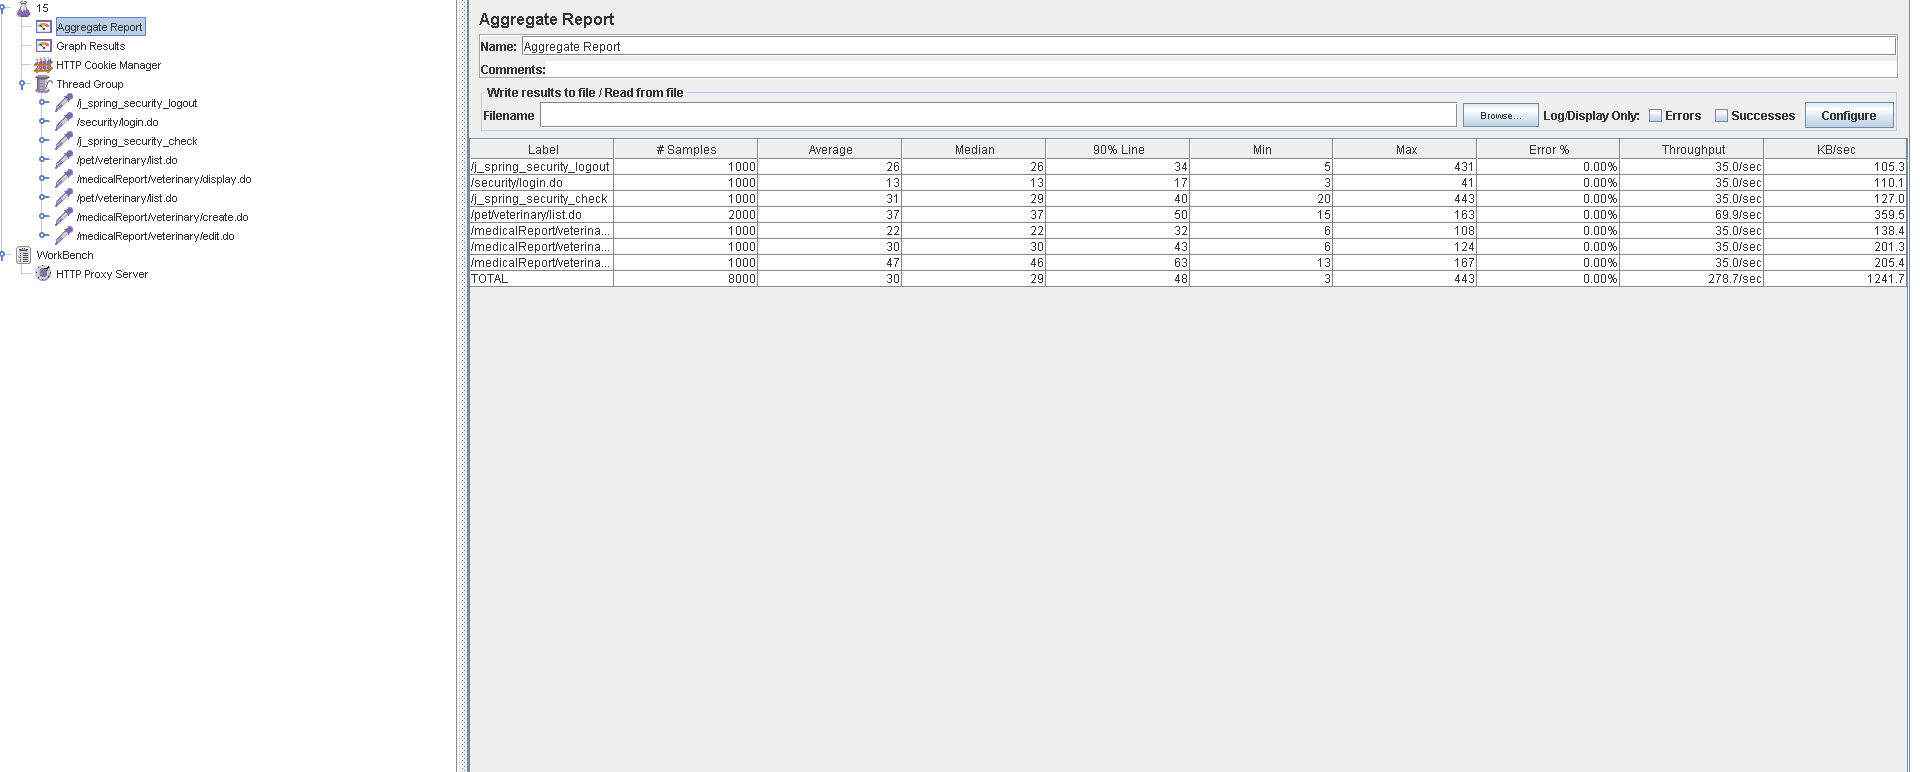 15
Aggregate Report
Graph Results
HTTP Cookie Manager
Thread Group
/j_spring_security_logout
/security/login.do
/j_spring_security_check
/pet/veterinary/list.do
/medicalReport/veterinary/display.do
/pet/veterinary/list.do
/medicalReport/veterinary/create.do
/medicalReport/veterinary/edit.do
WorkBench
HTTP Proxy Server
Aggregate Report
Name: Aggregate Report
Comments:
Write results to file / Read from file
Filename Browse... Log/Display Only: Errors Successes Configure
Label # Samples Average Median 90% Line Min Max Error % Throughput KB/sec
/j_spring_security_logout 1000 26 26 34 5 431 0.00% 35.0/sec 105.3
/security/login.do 1000 13 13 17 3 41 0.00% 35.0/sec 110.1
/j_spring_security_check 1000 31 29 40 20 443 0.00% 35.0/sec 127.0
/pet/veterinary/list.do 2000 37 37 50 15 163 0.00% 69.9/sec 359.5
/medicalReport/veterina... 1000 22 22 32 6 108 0.00% 35.0/sec 138.4
/medicalReport/veterina... 1000 30 30 43 6 124 0.00% 35.0/sec 201.3
/medicalReport/veterina... 1000 47 46 63 13 167 0.00% 35.0/sec 205.4
TOTAL 8000 30 29 48 3 443 0.00% 278.7/sec 1241.7